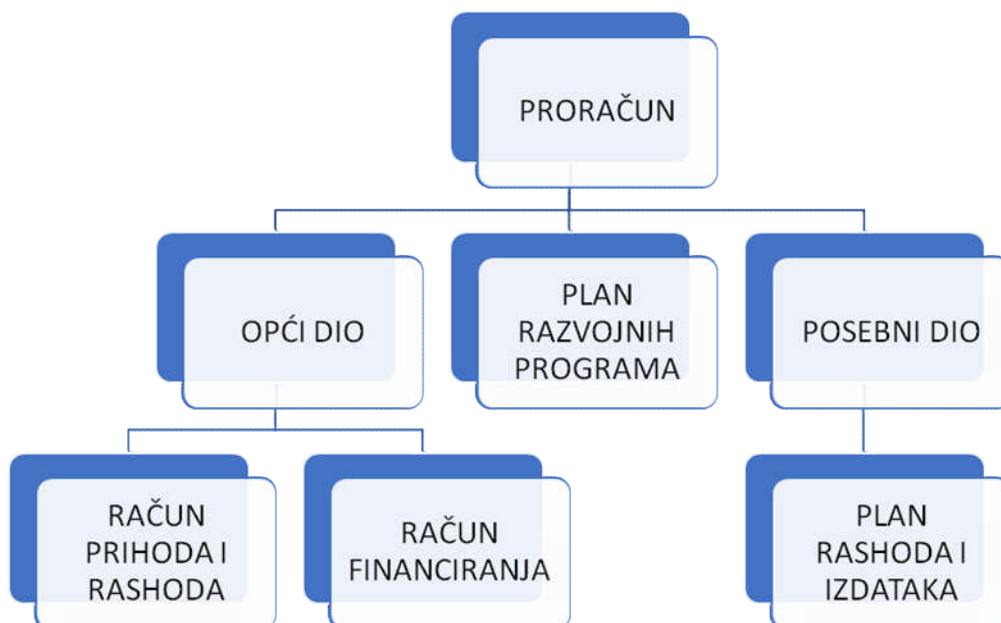 PRORAČUN
OPĆI DIO
PLAN
RAZVOJNIH
PROGRAMA
POSEBNI DIO
RAČUN
PRIHODA I
RASHODA
RAČUN
FINANCIRANJA
PLAN
RASHODA I
IZDATAKA